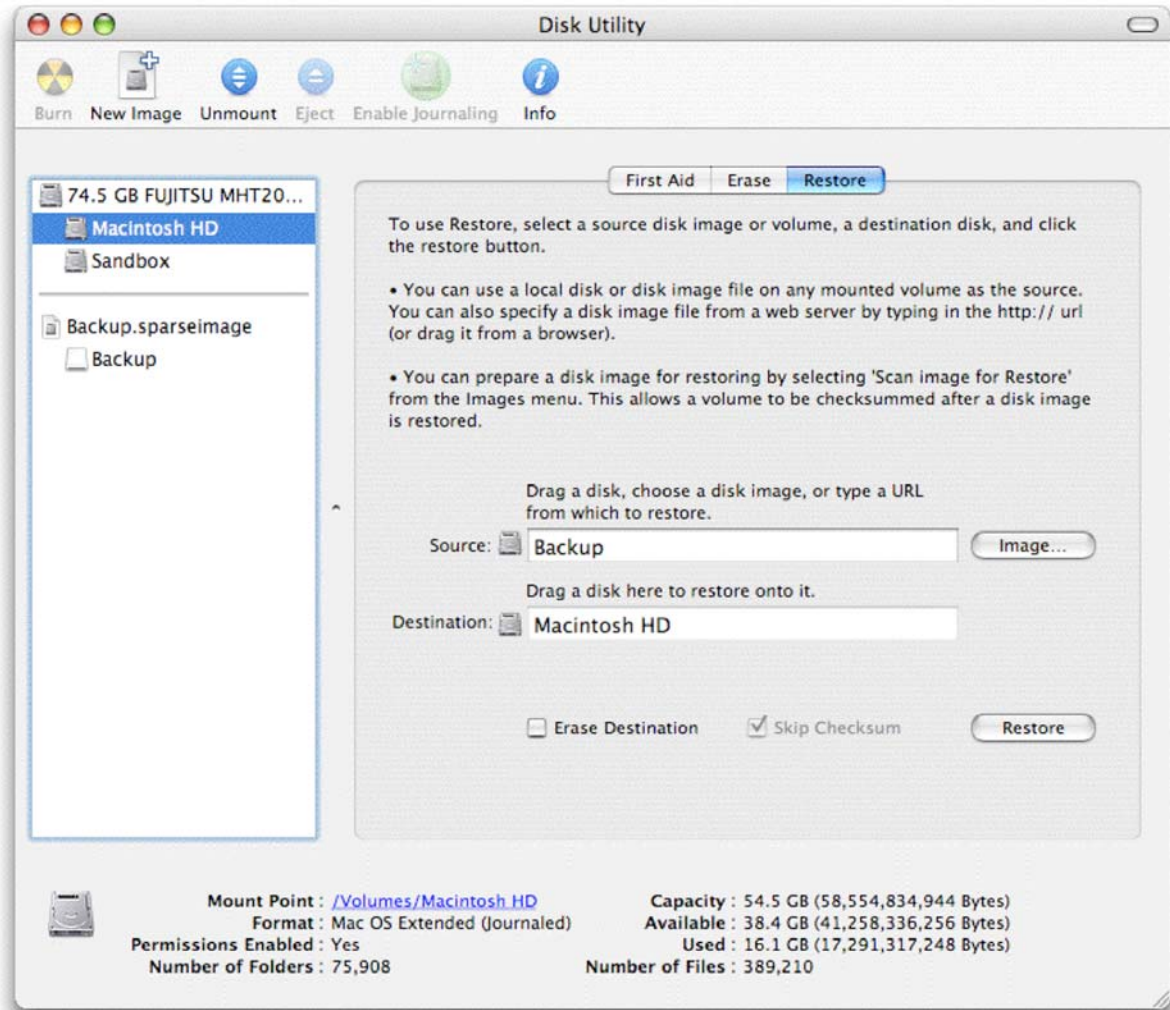 Disk Utility
Burn New Image Unmount Eject Enable Journaling Info
74.5 GB FUJITSU MHT20...
Macintosh HD
Sandbox
Backup.sparseimage
Backup
First Aid Erase Restore
To use Restore, select a source disk image or volume, a destination disk, and click
the restore button.
• You can use a local disk or disk image file on any mounted volume as the source.
You can also specify a disk image file from a web server by typing in the http:// url
(or drag it from a browser).
• You can prepare a disk image for restoring by selecting 'Scan image for Restore'
from the Images menu. This allows a volume to be checksummed after a disk image
is restored.
Drag a disk, choose a disk image, or type a URL
from which to restore.
Source: Backup Image...
Drag a disk here to restore onto it.
Destination: Macintosh HD
Erase Destination Skip Checksum Restore
Mount Point : /Volumes/Macintosh HD Capacity : 54.5 GB (58,554,834,944 Bytes)
Format : Mac OS Extended (Journaled) Available : 38.4 GB (41,258,336,256 Bytes)
Permissions Enabled : Yes Used : 16.1 GB (17,291,317,248 Bytes)
Number of Folders : 75,908 Number of Files : 389,210